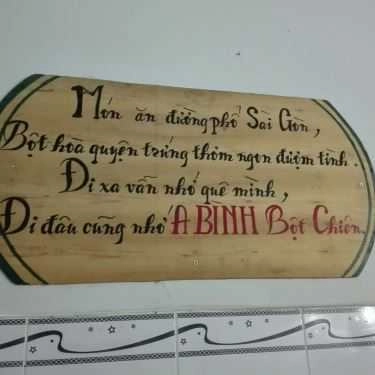 Món ăn đường phố Sài Gòn,
Bột hòa quyện trứng thơm ngon đượm tình.
Đi xa vẫn nhớ quê mình,
Đi đâu cũng nhớ A BÌNH Bột Chiên